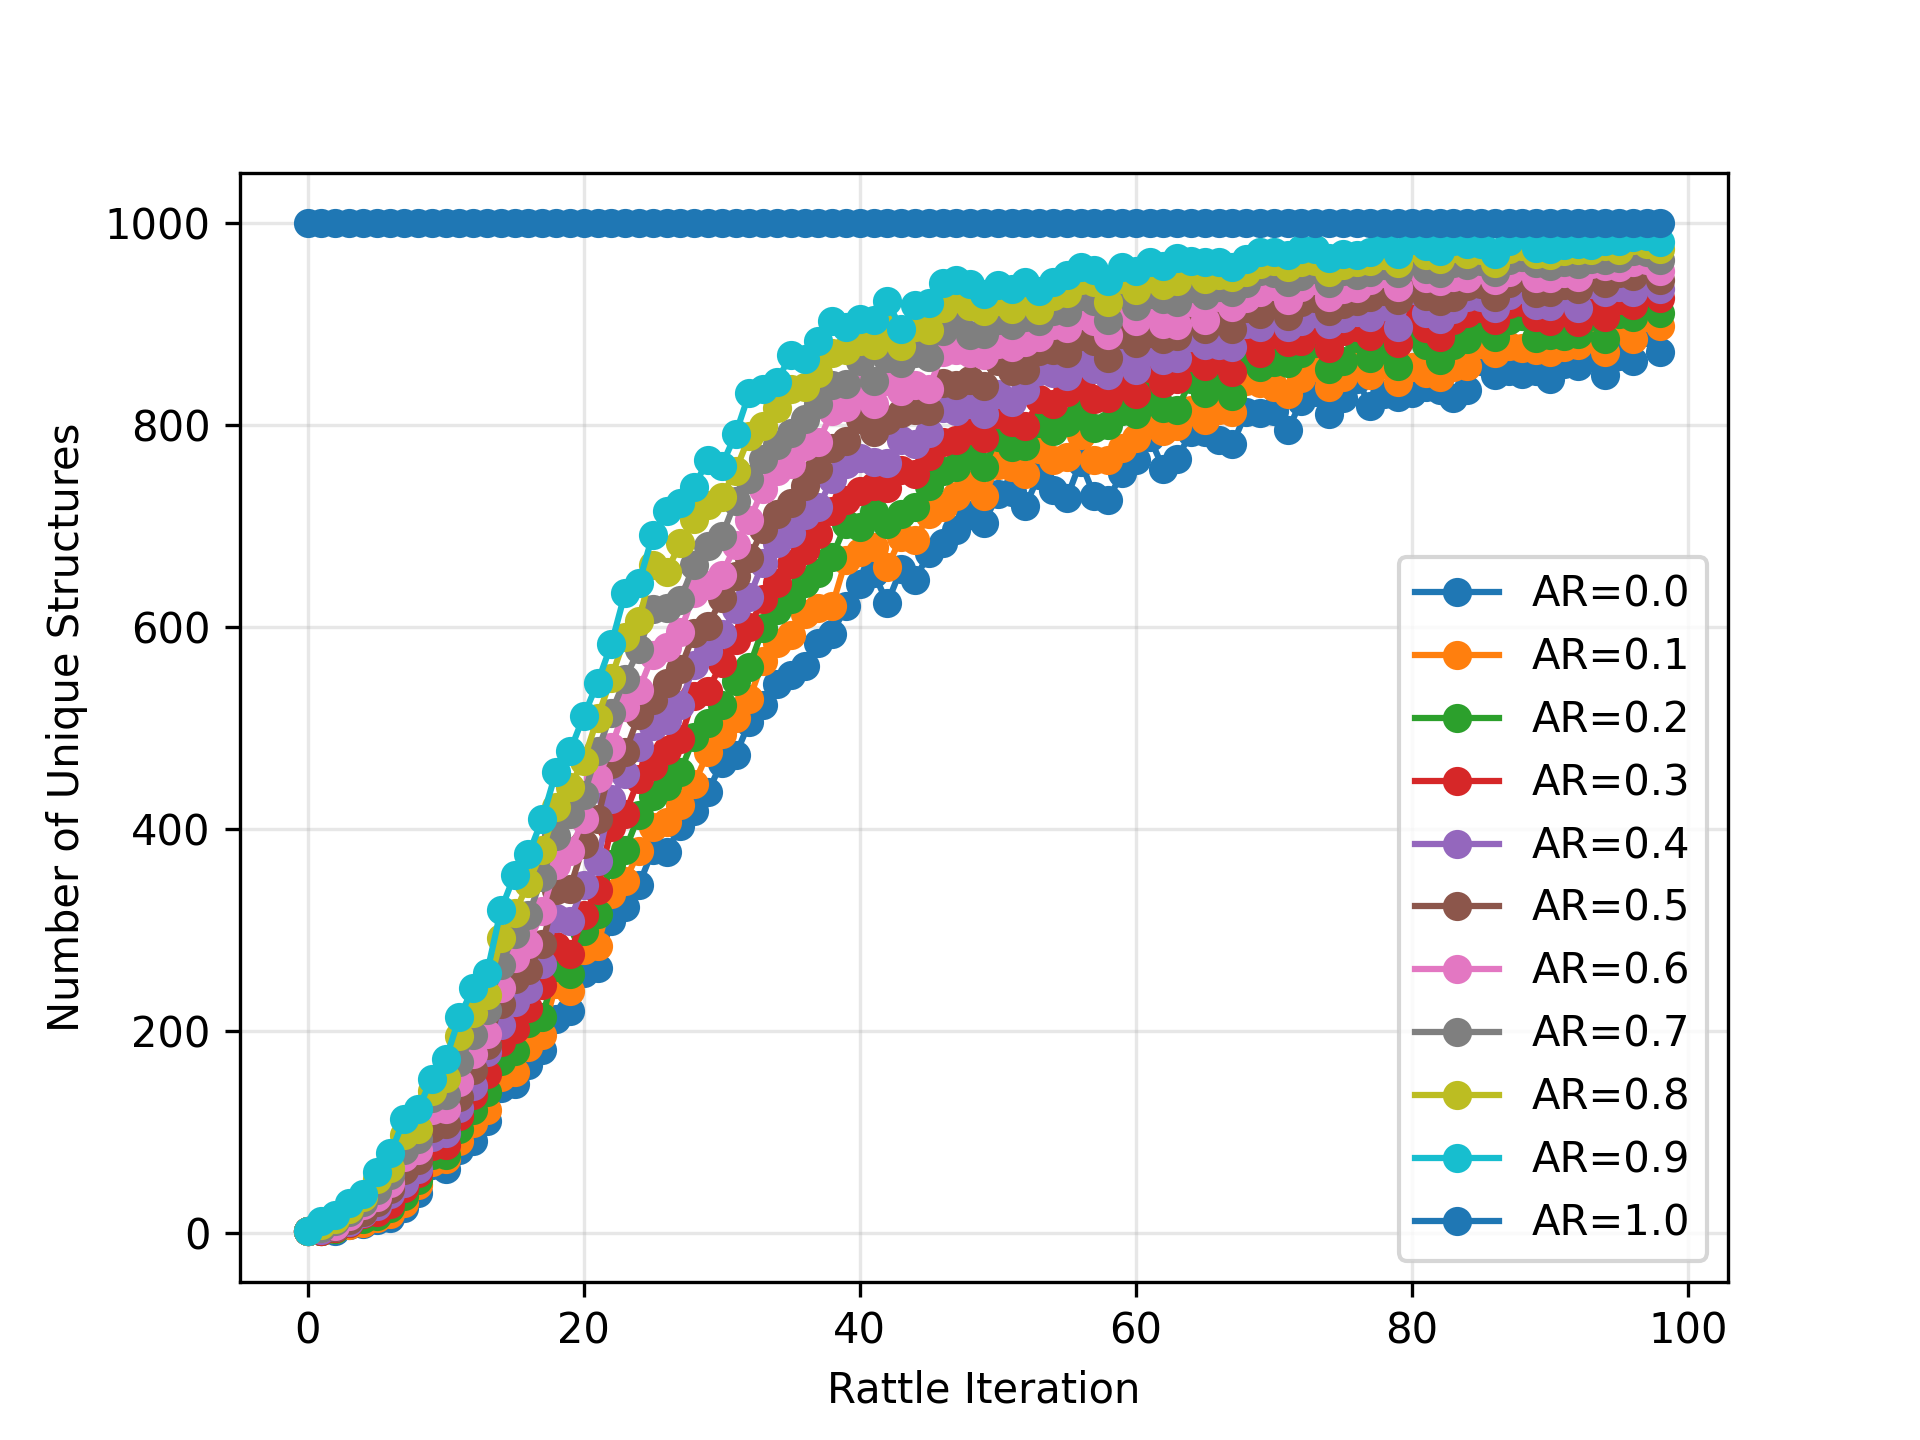 1000
800
600
400
200
0
Number of Unique Structures
0 20 40 60 80 100
Rattle Iteration
AR=0.0
AR=0.1
AR=0.2
AR=0.3
AR=0.4
AR=0.5
AR=0.6
AR=0.7
AR=0.8
AR=0.9
AR=1.0